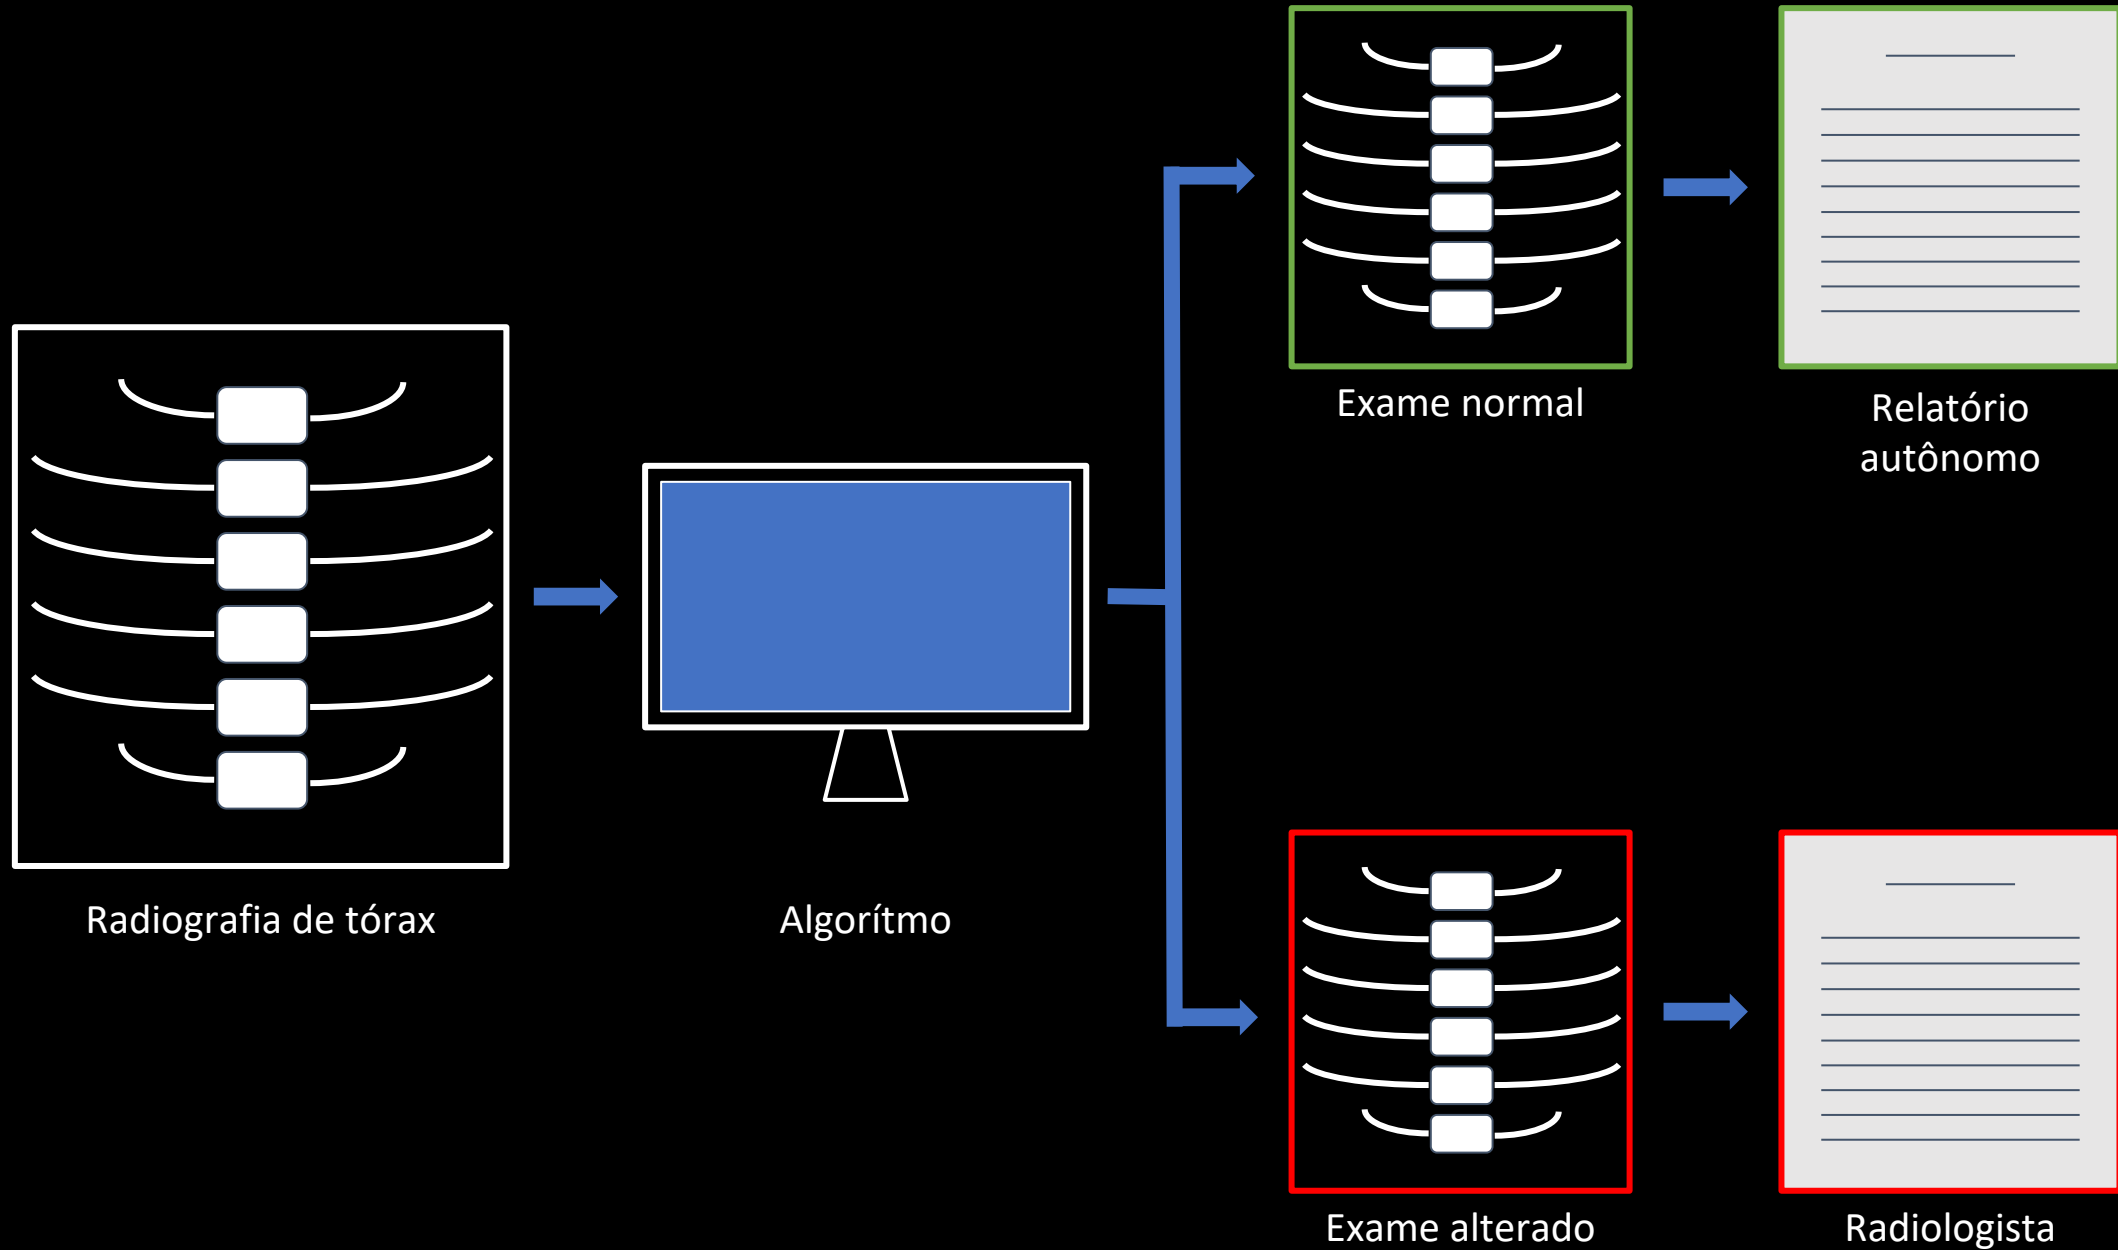 Radiografia de tórax
Algorítmo
Exame normal
Relatório
autônomo
Exame alterado
Radiologista